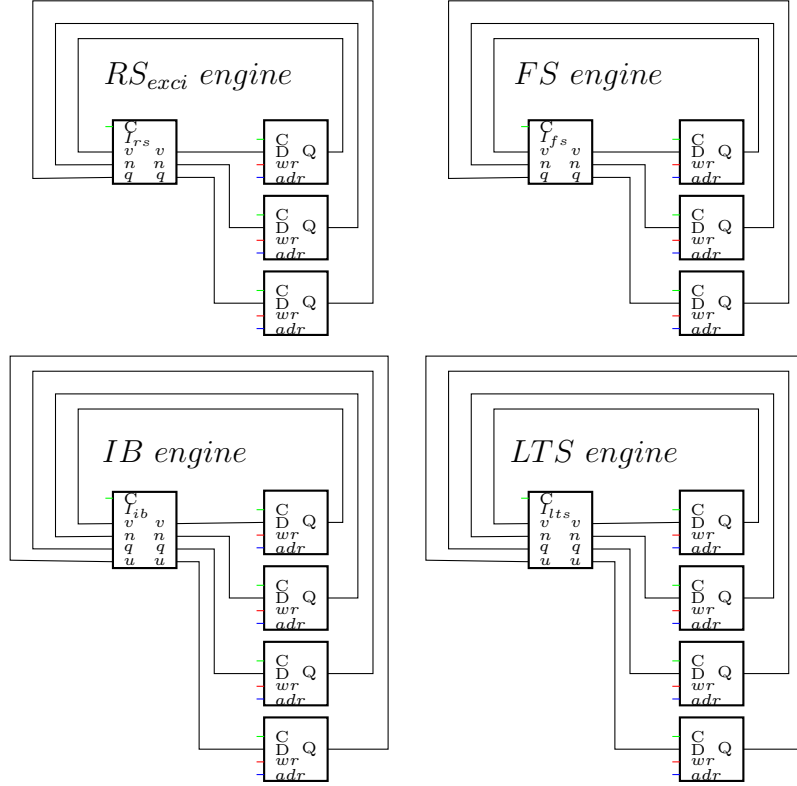 RS_exci engine
C
I_rs
v v
n n
q q
C
D Q
wr
adr
C
D Q
wr
adr
C
D Q
wr
adr
FS engine
C
I_fs
v v
n n
q q
C
D Q
wr
adr
C
D Q
wr
adr
C
D Q
wr
adr
IB engine
C
I_ib
v v
n n
q q
u u
C
D Q
wr
adr
C
D Q
wr
adr
C
D Q
wr
adr
C
D Q
wr
adr
LTS engine
C
I_lts
v v
n n
q q
u u
C
D Q
wr
adr
C
D Q
wr
adr
C
D Q
wr
adr
C
D Q
wr
adr